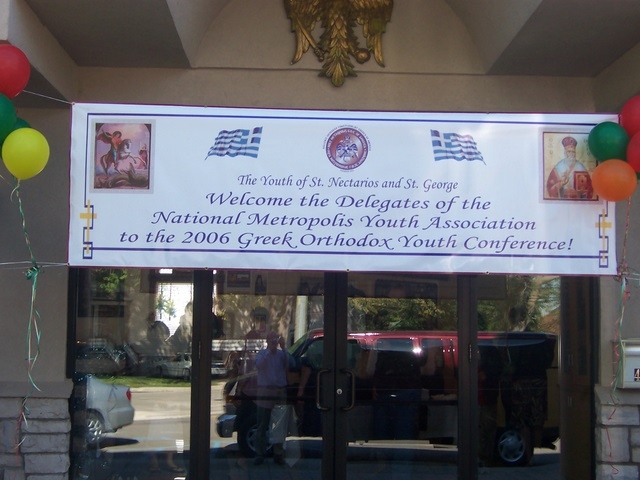 The Youth of St. Nectarios and St. George
Welcome the Delegates of the
National Metropolis Youth Association
to the 2006 Greek Orthodox Youth Conference!